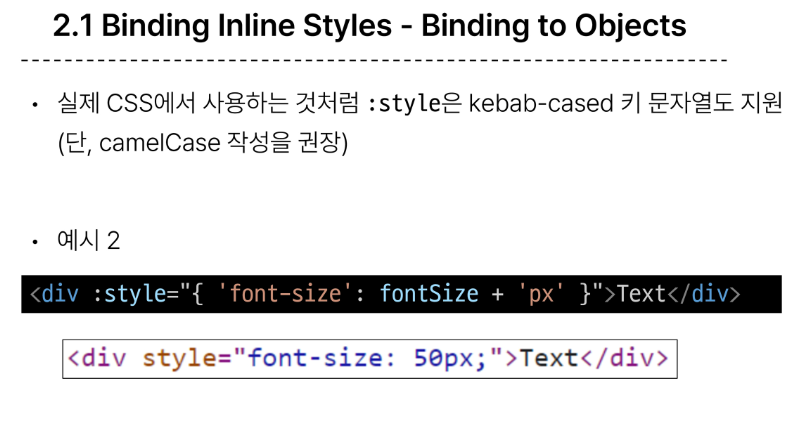 2.1 Binding Inline Styles - Binding to Objects
• 실제 CSS에서 사용하는 것처럼 :style은 kebab-cased 키 문자열도 지원
(단, camelCase 작성을 권장)
• 예시 2
<div :style="{ 'font-size': fontSize + 'px' }">Text</div>
<div style="font-size: 50px;">Text</div>